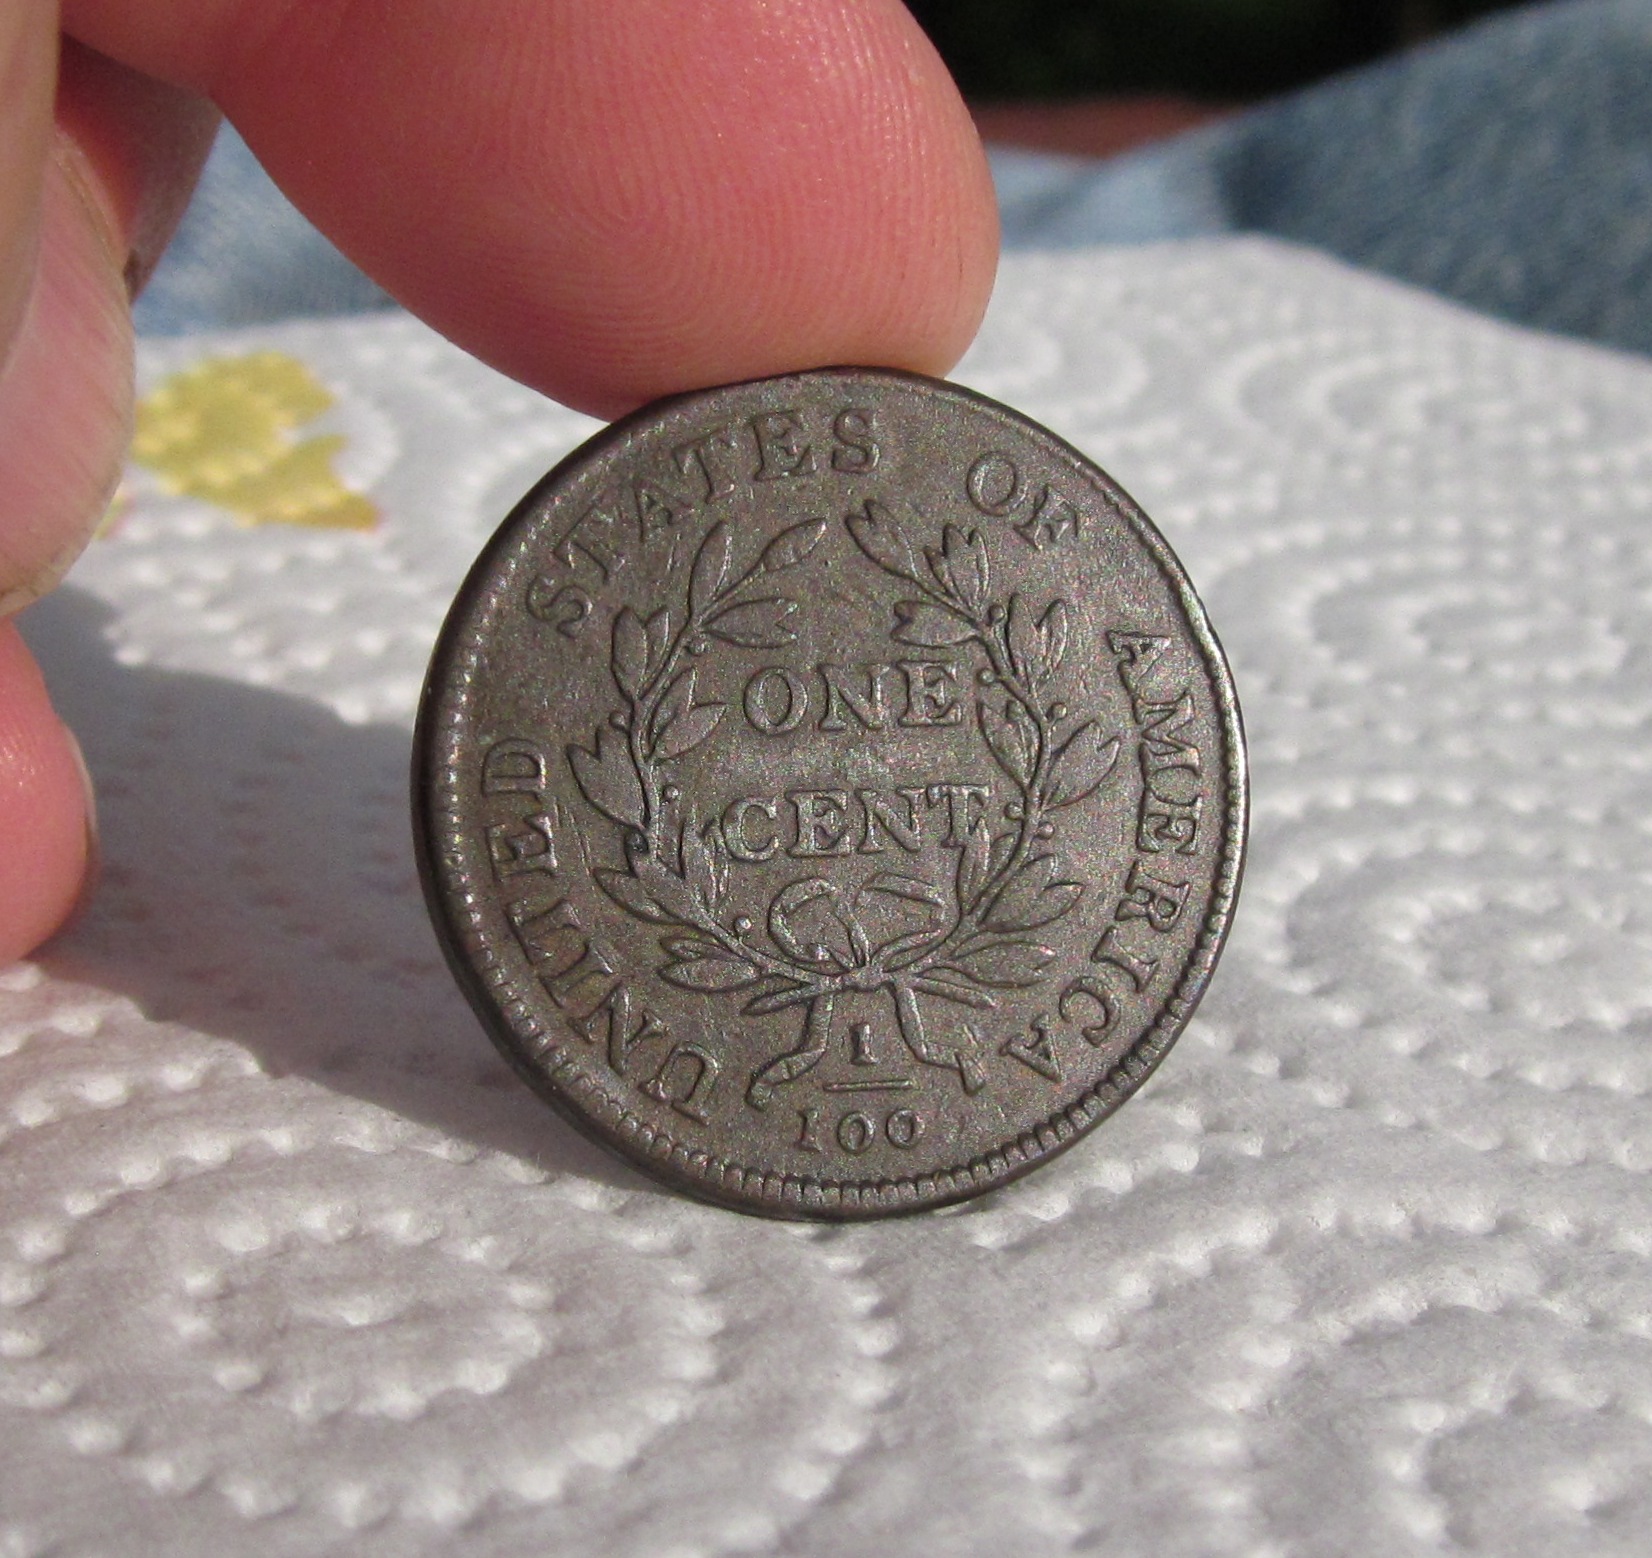 UNITED STATES OF AMERICA
ONE
CENT
1
100